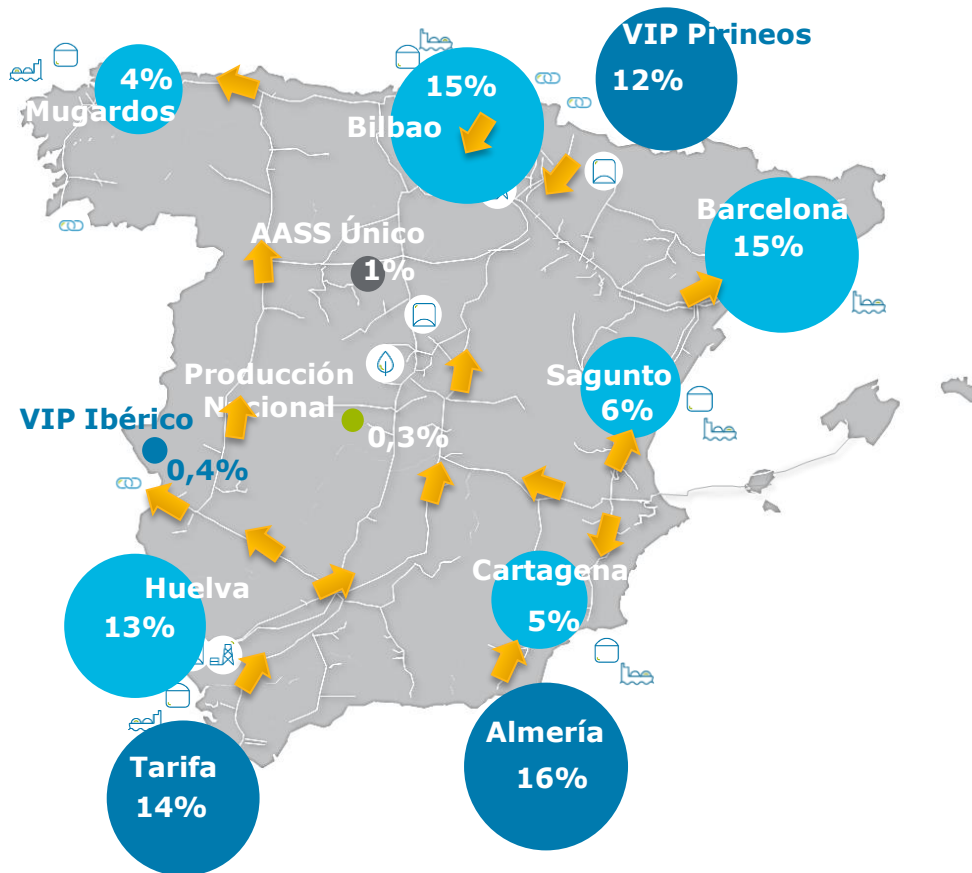 VIP Pirineos
12%
4%
Mugardos
15%
Bilbao
Barcelona
15%
AASS Único
1%
Producción
Nacional
0,3%
Sagunto
6%
VIP Ibérico
0,4%
Huelva
13%
Cartagena
5%
Tarifa
14%
Almería
16%